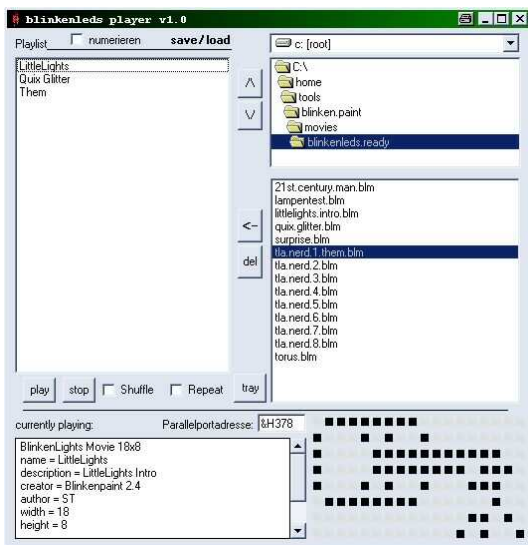 blinkenleds player v1.0
Playlist numerieren save/load
LittleLights
Quix Glitter
Them
/\
\/
<-
del
c: [root]
C:\
home
tools
blinken.paint
movies
blinkenleds.ready
21st.century.man.blm
lampentest.blm
littlelights.intro.blm
quix.glitter.blm
surprise.blm
tla.nerd.1.them.blm
tla.nerd.2.blm
tla.nerd.3.blm
tla.nerd.4.blm
tla.nerd.5.blm
tla.nerd.6.blm
tla.nerd.7.blm
tla.nerd.8.blm
torus.blm
play stop Shuffle Repeat tray
currently playing: Parallelportadresse: &H378
BlinkenLights Movie 18x8
name = LittleLights
description = LittleLights Intro
creator = Blinkenpaint 2.4
author = ST
width = 18
height = 8